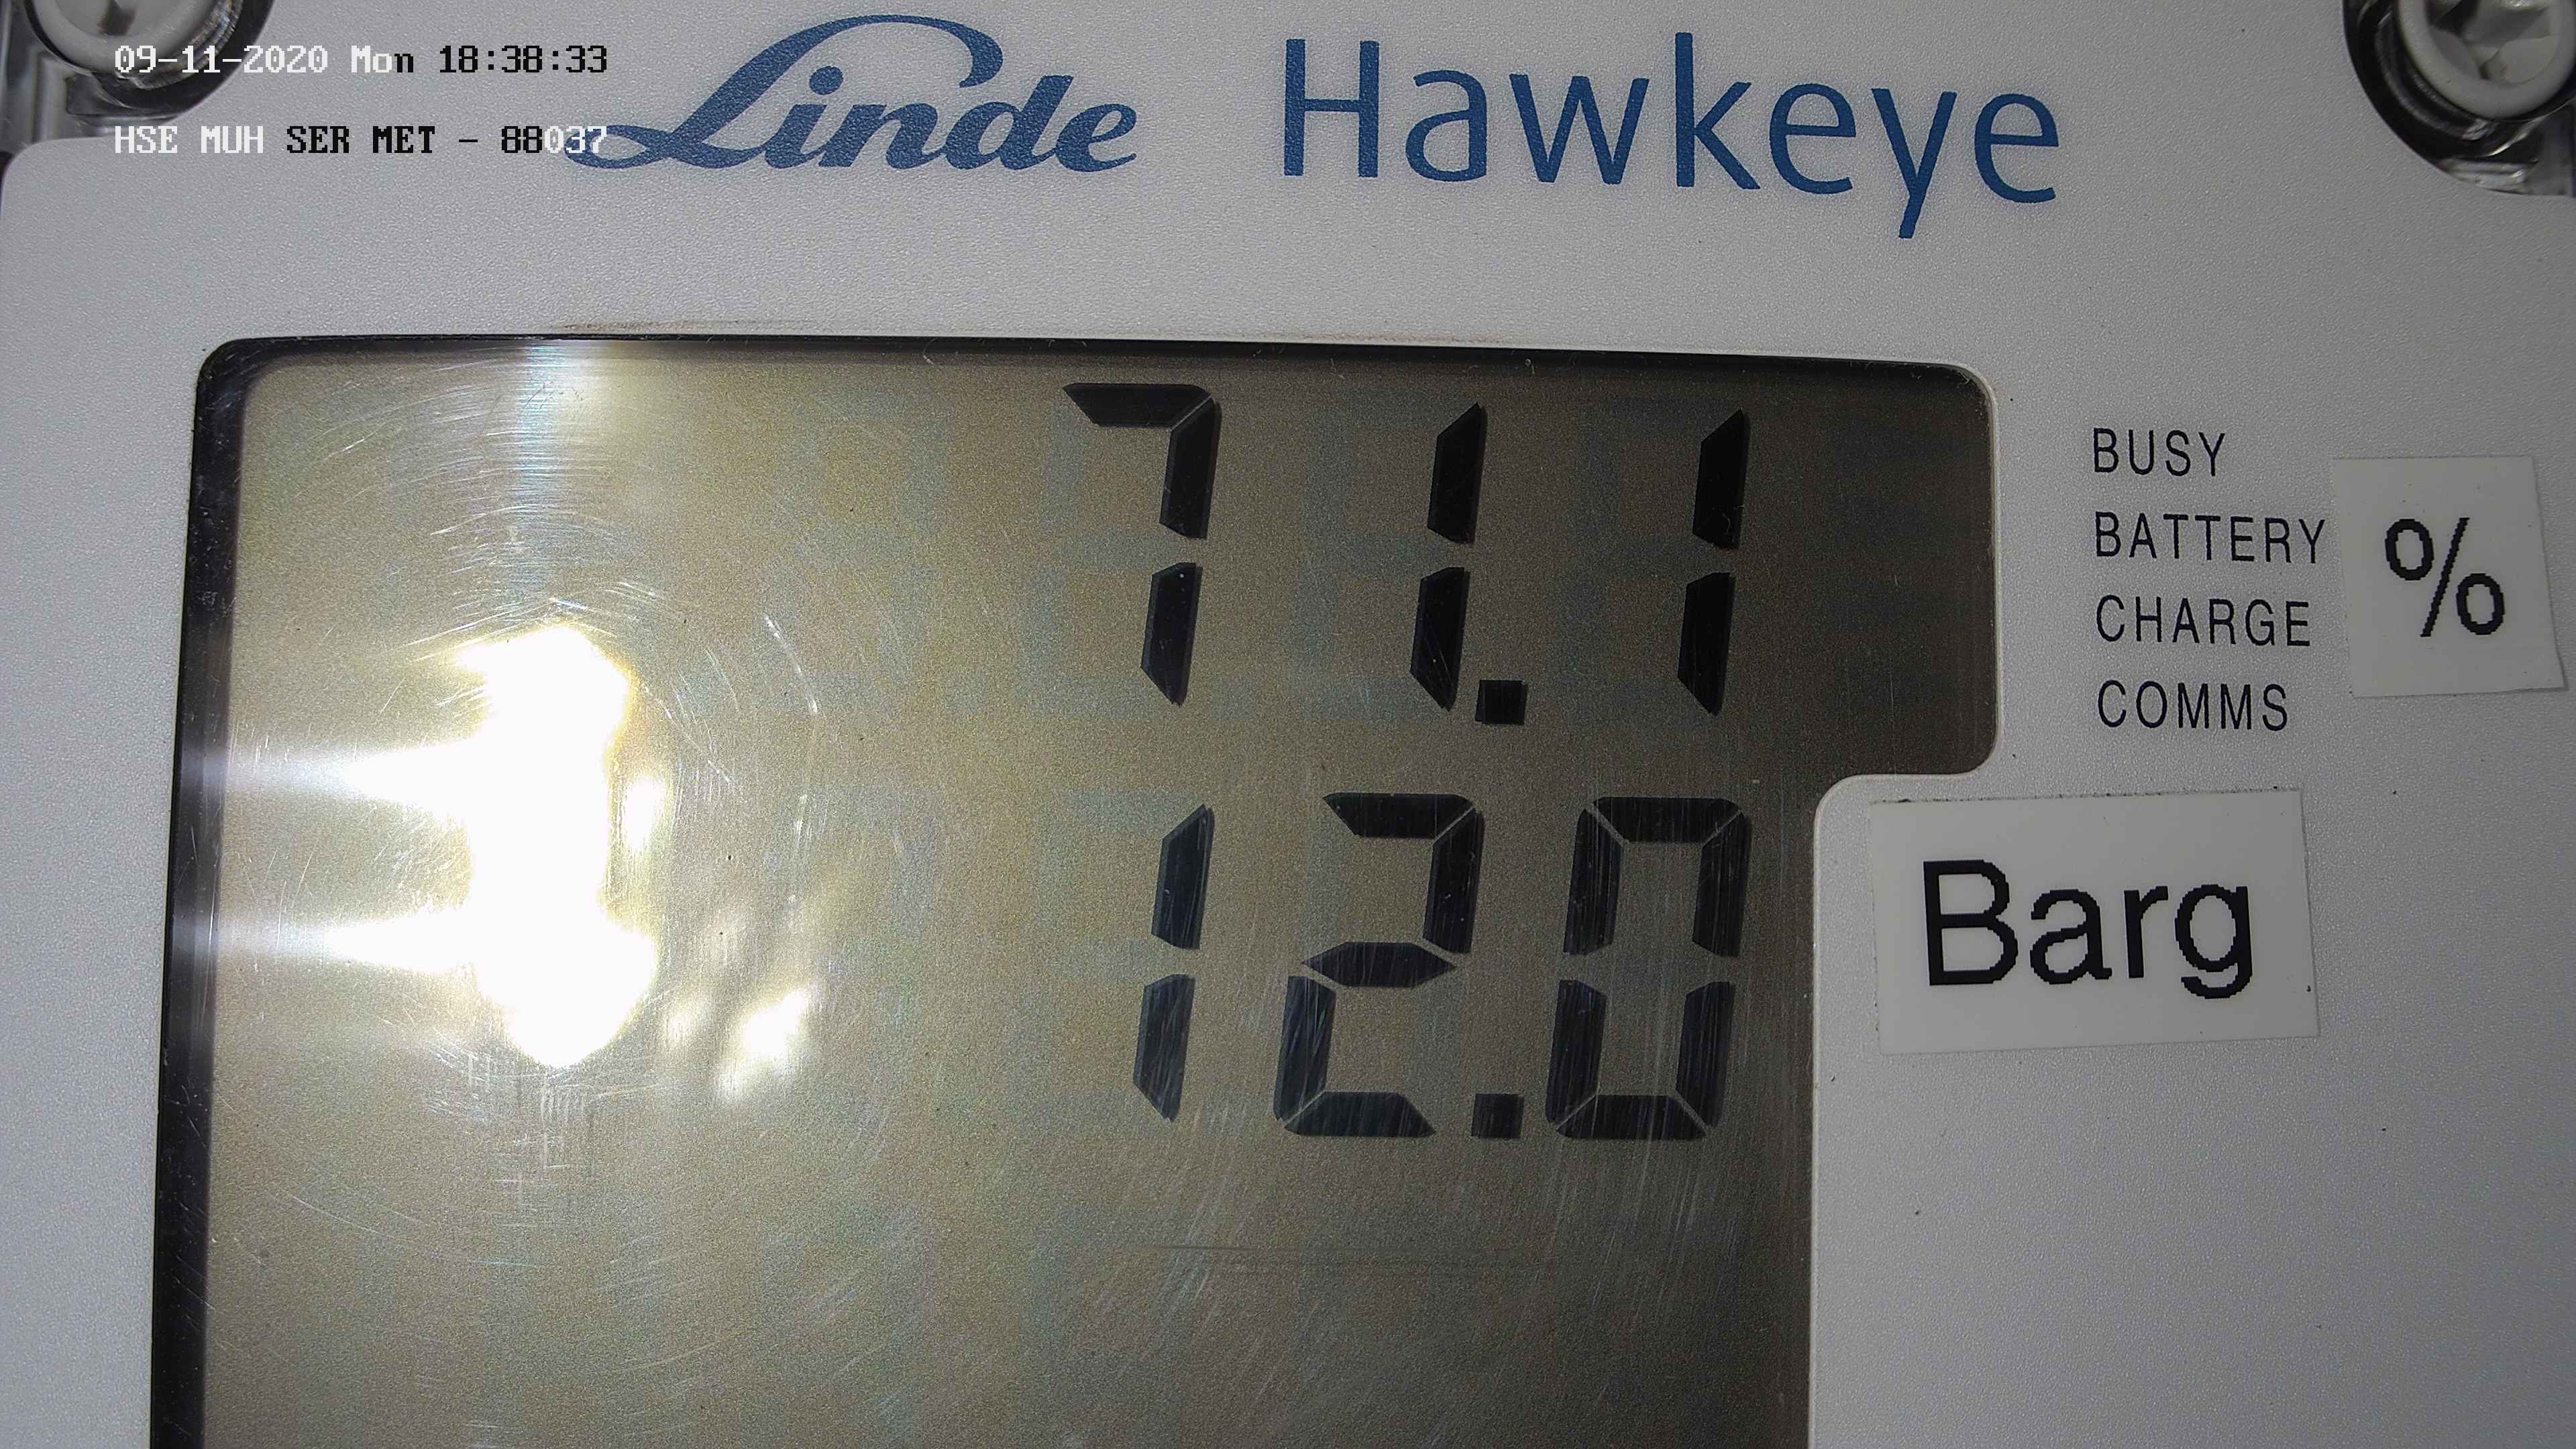 09-11-2020 Mon 18:38:33
HSE MUH SER MET - 88037
Linde Hawkeye
71.1
BUSY
BATTERY
CHARGE
COMMS
%
12.0
Barg